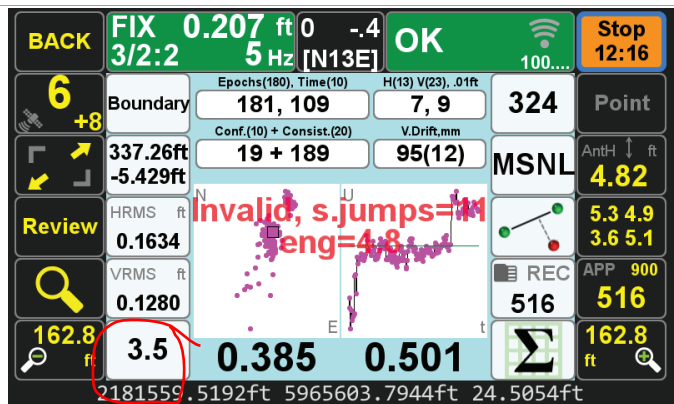 BACK
FIX 0.207 ft
3/2:2 5 Hz
0 -.4
[N13E]
OK
100....
Stop
12:16
6
+8
Boundary
Epochs(180), Time(10)
181, 109
H(13) V(23), .01ft
7, 9
324
Point
337.26ft
-5.429ft
Conf.(10) + Consist.(20)
19 + 189
V.Drift,mm
95(12)
MSNL
AntH ft
4.82
Review
HRMS ft
0.1634
N
U
Invalid, s.jumps=11
eng=4.8
5.3 4.9
3.6 5.1
VRMS ft
0.1280
REC
516
APP 900
516
162.8
ft
3.5
E
t
0.385 0.501
Σ
162.8
ft
2181559.5192ft 5965603.7944ft 24.5054ft